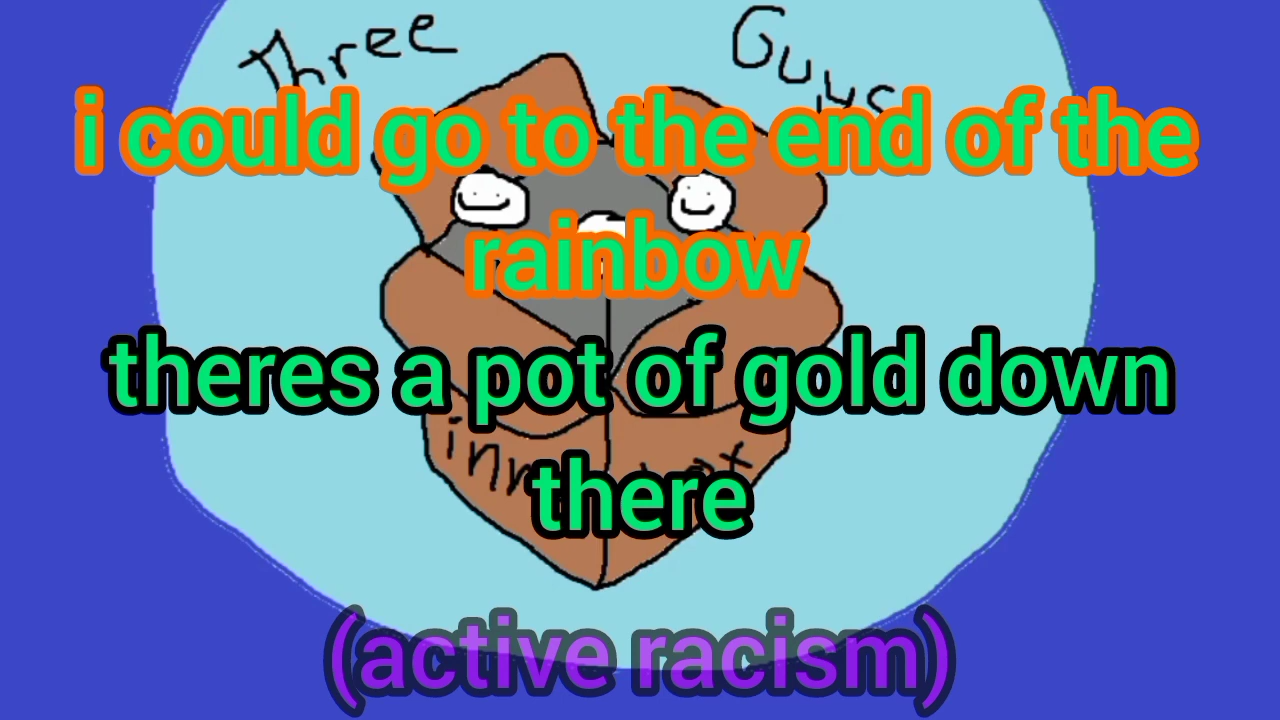 Three Guys
i could go to the end of the
rainbow
theres a pot of gold down
there
(active racism)